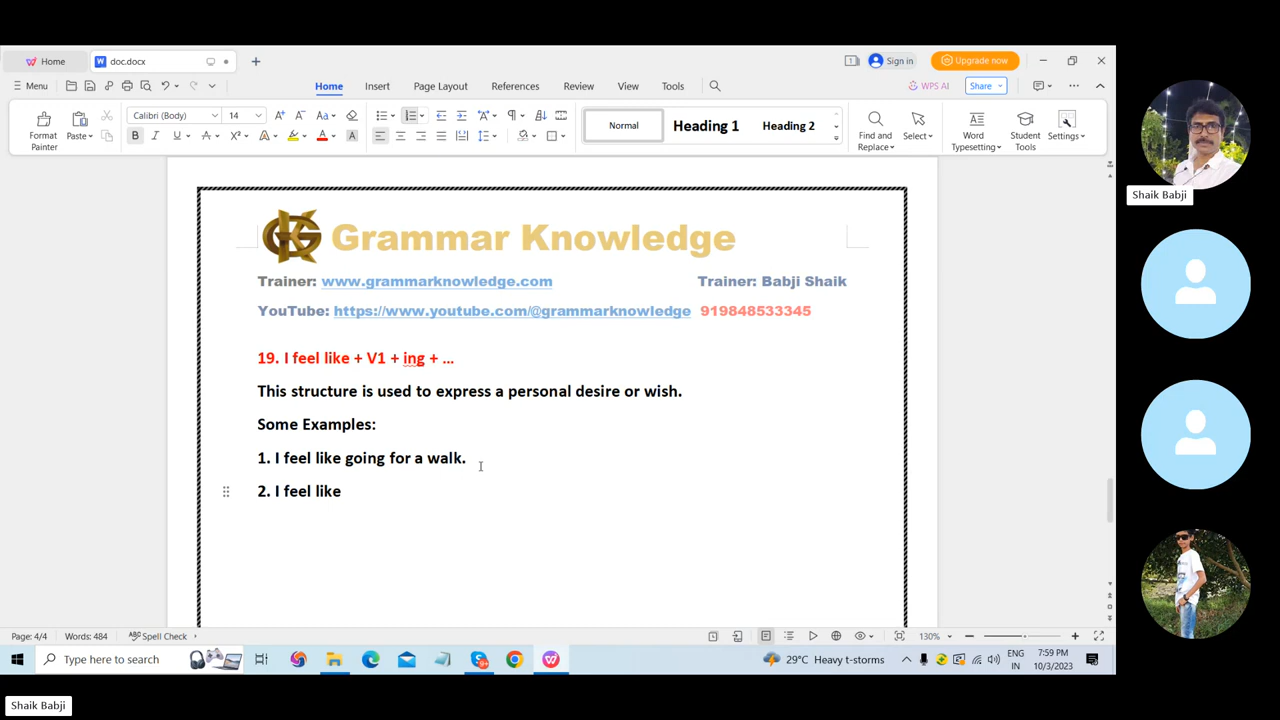 Home
doc.docx
Sign in
Upgrade now
Menu
Home
Insert
Page Layout
References
Review
View
Tools
WPS AI
Share
Format Painter
Paste
Calibri (Body)
14
Normal
Heading 1
Heading 2
Find and Replace
Select
Word Typesetting
Student Tools
Settings
Shaik Babji
GK Grammar Knowledge
Trainer: www.grammarknowledge.com Trainer: Babji Shaik
YouTube: https://www.youtube.com/@grammarknowledge 919848533345
19. I feel like + V1 + ing + ...
This structure is used to express a personal desire or wish.
Some Examples:
1. I feel like going for a walk.
2. I feel like
Page: 4/4 Words: 484 Spell Check 130%
Type here to search
29°C Heavy t-storms
ENG
IN
7:59 PM
10/3/2023
Shaik Babji